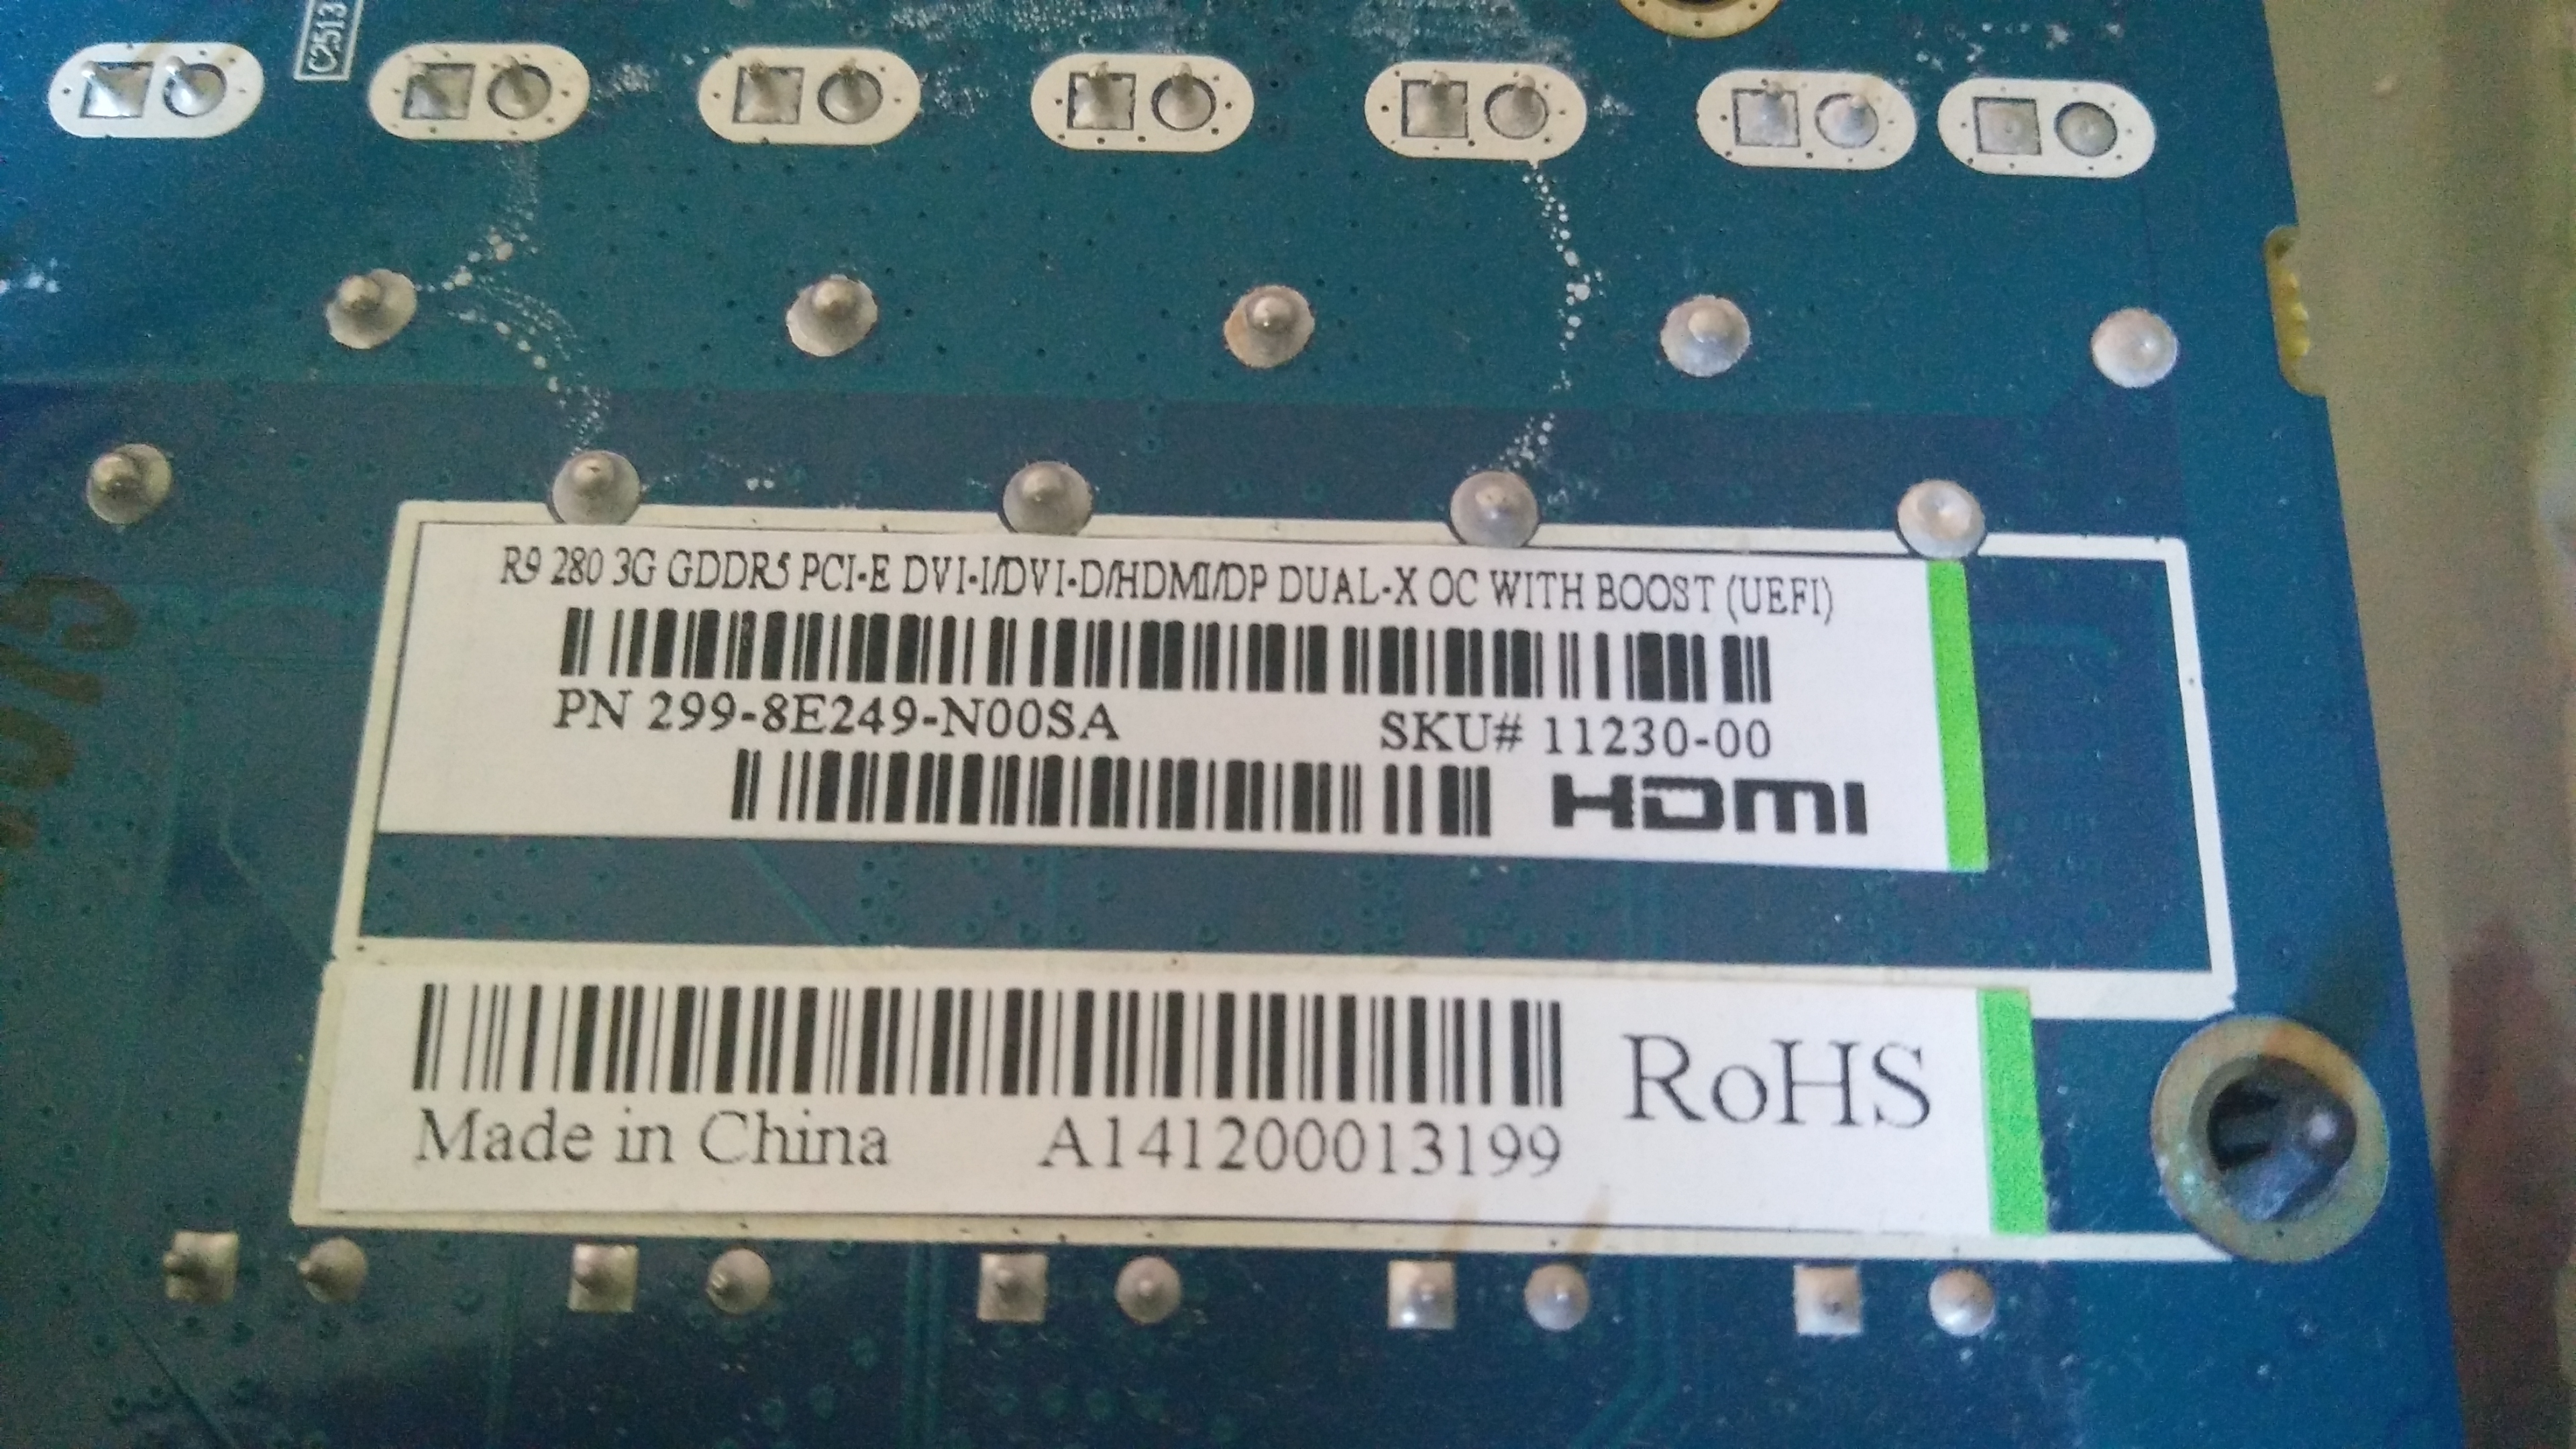 C2513
R9 280 3G GDDR5 PCI-E DVI-I/DVI-D/HDMI/DP DUAL-X OC WITH BOOST (UEFI)
PN 299-8E249-N00SA SKU# 11230-00
HDMI
RoHS
Made in China A141200013199